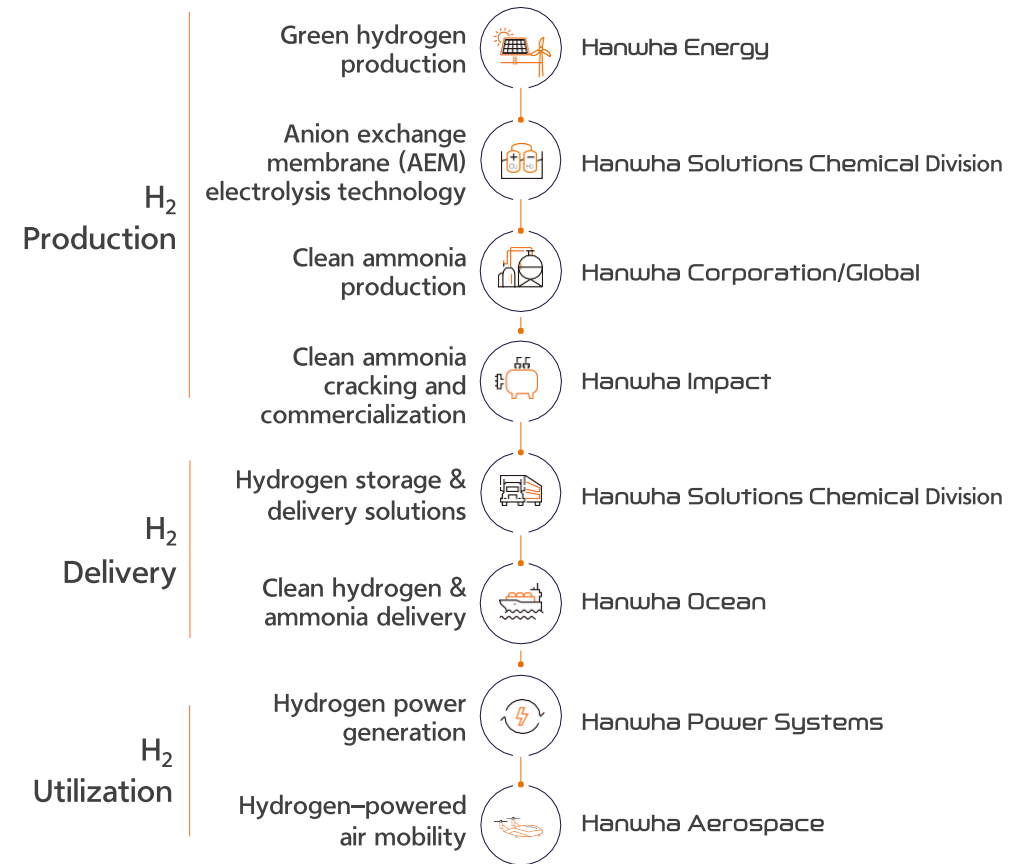 H₂
Production
Green hydrogen
production
Hanwha Energy
Anion exchange
membrane (AEM)
electrolysis technology
Hanwha Solutions Chemical Division
Clean ammonia
production
Hanwha Corporation/Global
Clean ammonia
cracking and
commercialization
Hanwha Impact
H₂
Delivery
Hydrogen storage &
delivery solutions
Hanwha Solutions Chemical Division
Clean hydrogen &
ammonia delivery
Hanwha Ocean
H₂
Utilization
Hydrogen power
generation
Hanwha Power Systems
Hydrogen–powered
air mobility
Hanwha Aerospace